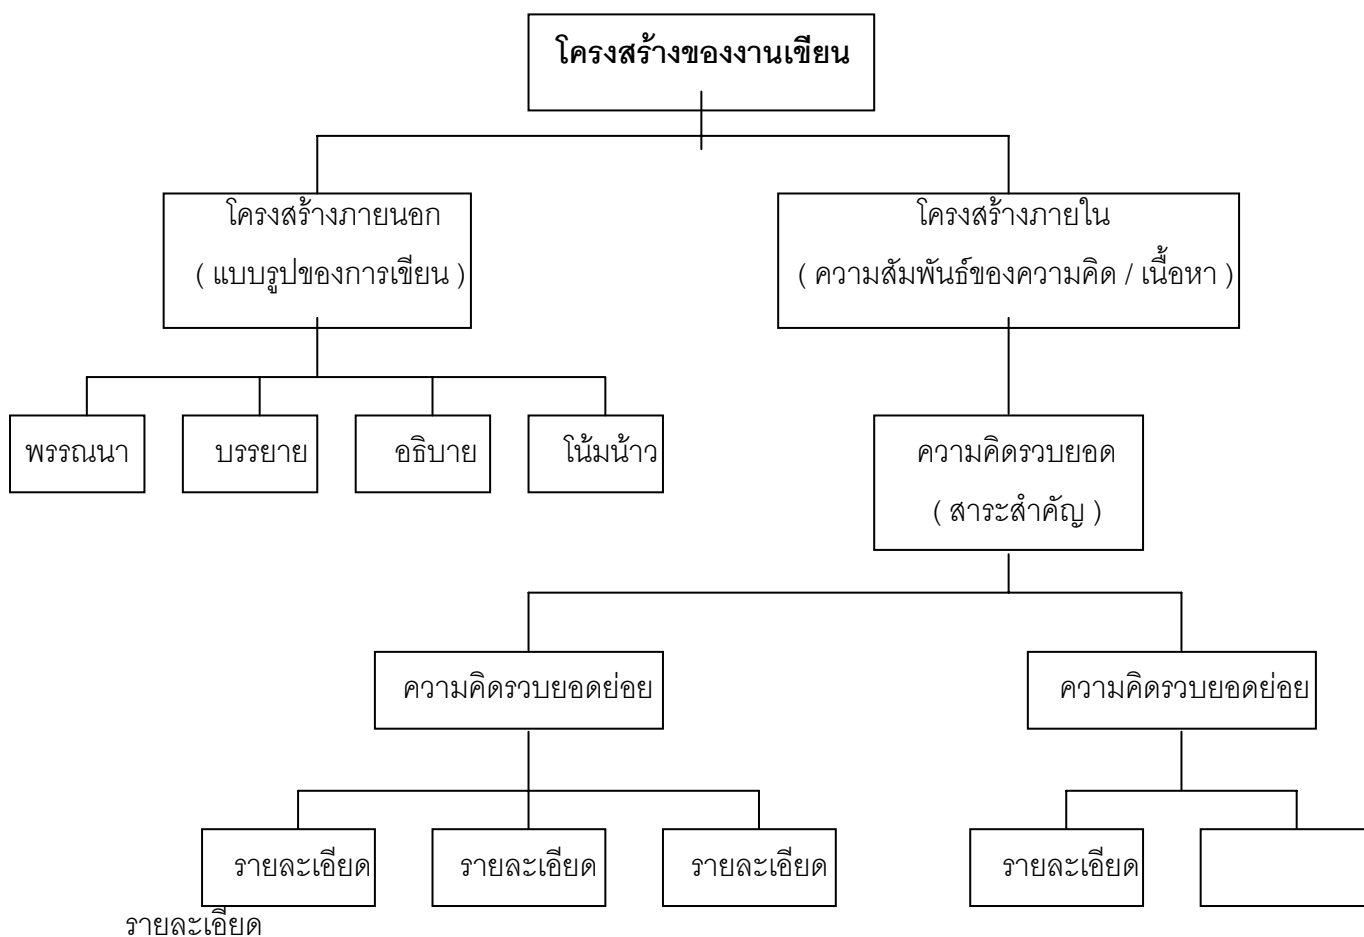 โครงสร้างของงานเขียน
โครงสร้างภายนอก
( แบบรูปของการเขียน )
โครงสร้างภายใน
( ความสัมพันธ์ของความคิด / เนื้อหา )
พรรณนา
บรรยาย
อธิบาย
โน้มน้าว
ความคิดรวบยอด
( สาระสำคัญ )
ความคิดรวบยอดย่อย
ความคิดรวบยอดย่อย
รายละเอียด
รายละเอียด
รายละเอียด
รายละเอียด
รายละเอียด